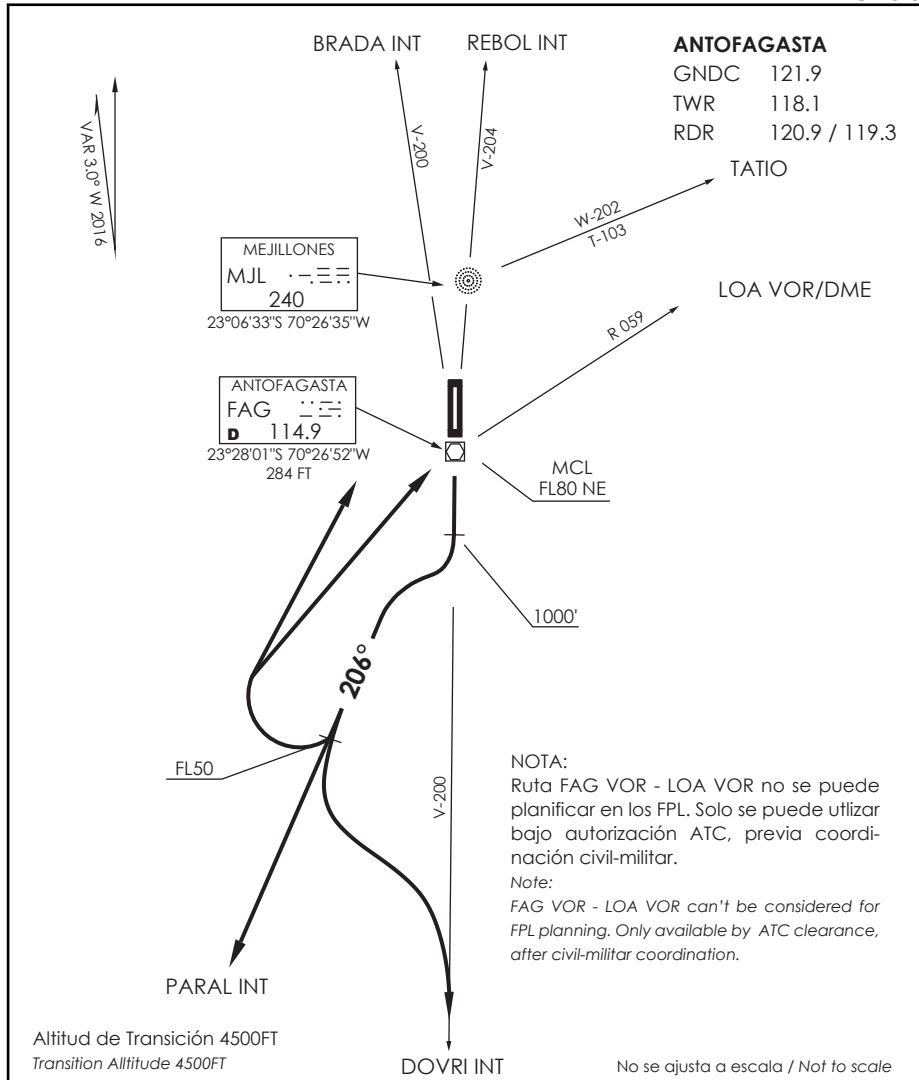 BRADA INT
REBOL INT
ANTOFAGASTA
GNDC 121.9
TWR 118.1
RDR 120.9 / 119.3
VAR 3.0° W 2016
V-200
V-204
TATIO
W-202
T-103
MEJILLONES
MJL
240
23°06'33"S 70°26'35"W
LOA VOR/DME
R 059
ANTOFAGASTA
FAG
D 114.9
23°28'01"S 70°26'52"W
284 FT
MCL
FL80 NE
1000'
206°
FL50
V-200
NOTA:
Ruta FAG VOR - LOA VOR no se puede
planificar en los FPL. Solo se puede utlizar
bajo autorización ATC, previa coordi-
nación civil-militar.
Note:
FAG VOR - LOA VOR can't be considered for
FPL planning. Only available by ATC clearance,
after civil-military coordination.
PARAL INT
Altitud de Transición 4500FT
Transition Alltitude 4500FT
DOVRI INT
No se ajusta a escala / Not to scale